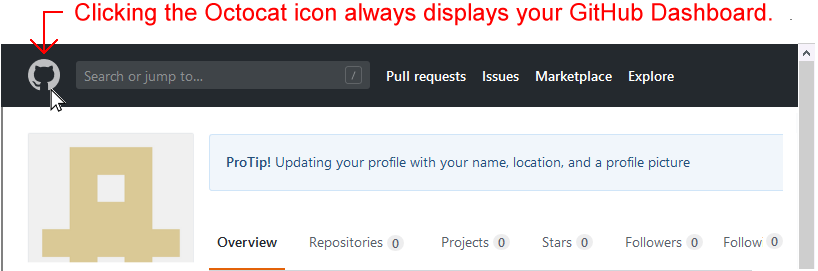 Clicking the Octocat icon always displays your GitHub Dashboard. .
Search or jump to... / Pull requests Issues Marketplace Explore
ProTip! Updating your profile with your name, location, and a profile picture
Overview Repositories 0 Projects 0 Stars 0 Followers 0 Follow 0